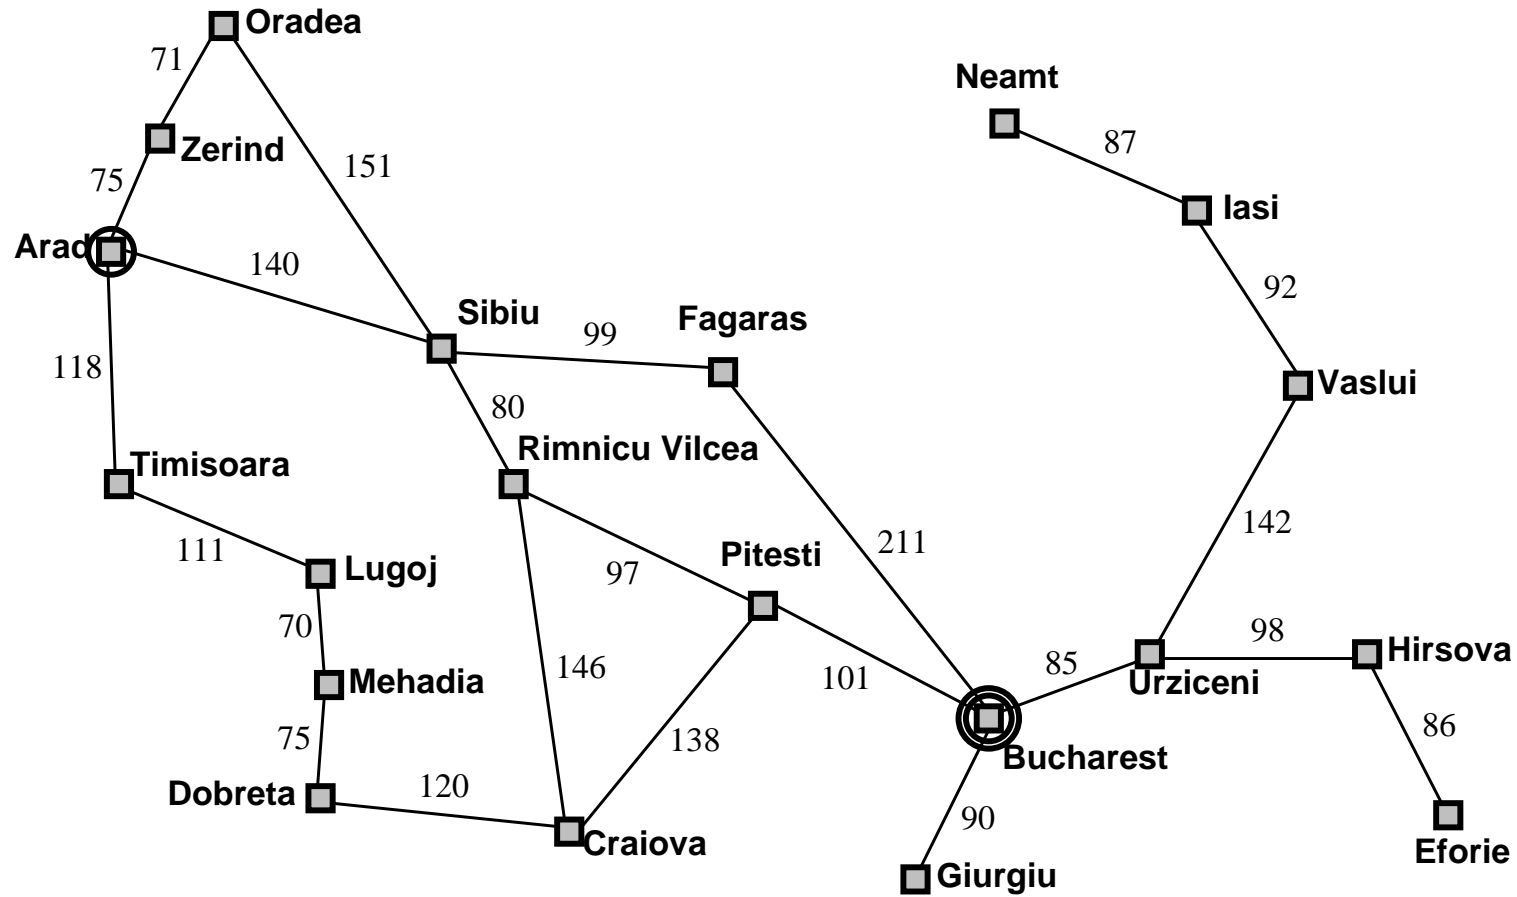 Oradea
71
Neamt
87
Zerind
151
75
Iasi
Arad
140
92
Sibiu
Fagaras
99
118
Vaslui
80
Rimnicu Vilcea
Timisoara
142
211
111
Lugoj
97
Pitesti
70
98
Hirsova
146
85
Mehadia
101
Urziceni
86
75
138
Bucharest
Dobreta
120
90
Craiova
Eforie
Giurgiu